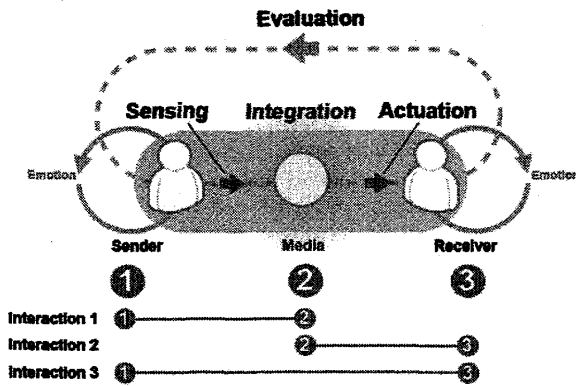 Evaluation
Sensing Integration Actuation
Emotion Emotion
Sender Media Receiver
1 2 3
Interaction 1 1 2
Interaction 2 2 3
Interaction 3 1 3